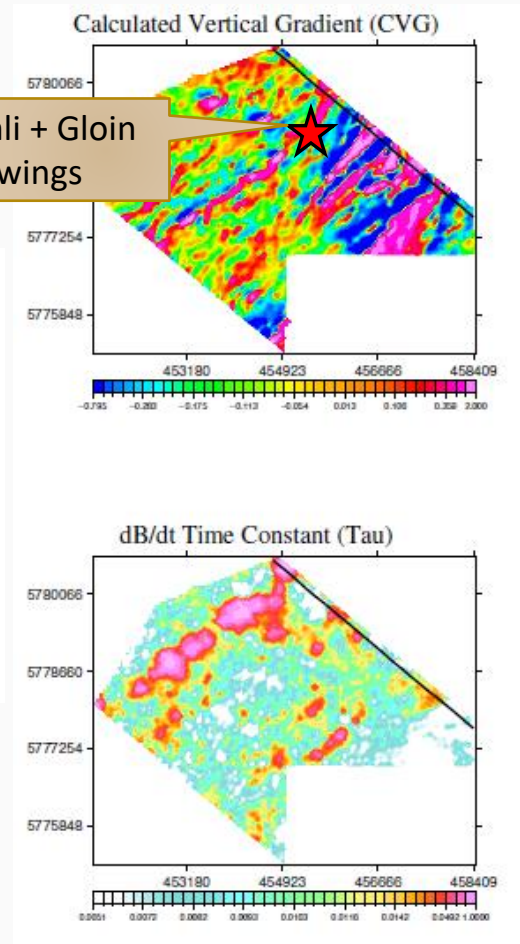 Calculated Vertical Gradient (CVG)
5780066
li + Gloin
wings
5777254
5775848
453180 454923 456666 458409
-0.795 -0.260 -0.175 -0.113 -0.054 0.013 0.106 0.359 2.000
dB/dt Time Constant (Tau)
5780066
5778660
5777254
5775848
453180 454923 456666 458409
0.0051 0.0072 0.0082 0.0093 0.0103 0.0116 0.0142 0.0492 1.0000